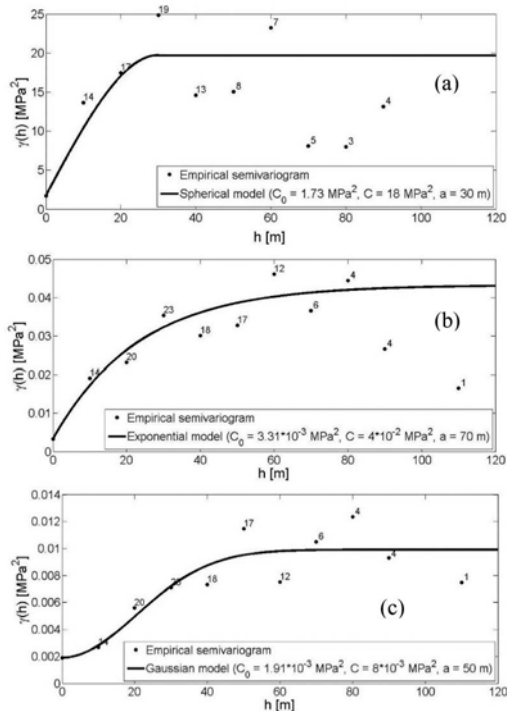 25
20
15
10
5
0
γ(h) [MPa²]
14
17
19
13
8
7
5
3
4
(a)
Empirical semivariogram
Spherical model (C₀ = 1.73 MPa², C = 18 MPa², a = 30 m)
0 20 40 60 80 100 120
h [m]
0.05
0.04
0.03
0.02
0.01
0
γ(h) [MPa²]
14
20
23
18
17
12
6
4
4
1
(b)
Empirical semivariogram
Exponential model (C₀ = 3.31*10⁻³ MPa², C = 4*10⁻² MPa², a = 70 m)
0 20 40 60 80 100 120
h [m]
0.014
0.012
0.01
0.008
0.006
0.004
0.002
0
γ(h) [MPa²]
20
18
17
12
6
4
4
1
(c)
Empirical semivariogram
Gaussian model (C₀ = 1.91*10⁻³ MPa², C = 8*10⁻³ MPa², a = 50 m)
0 20 40 60 80 100 120
h [m]